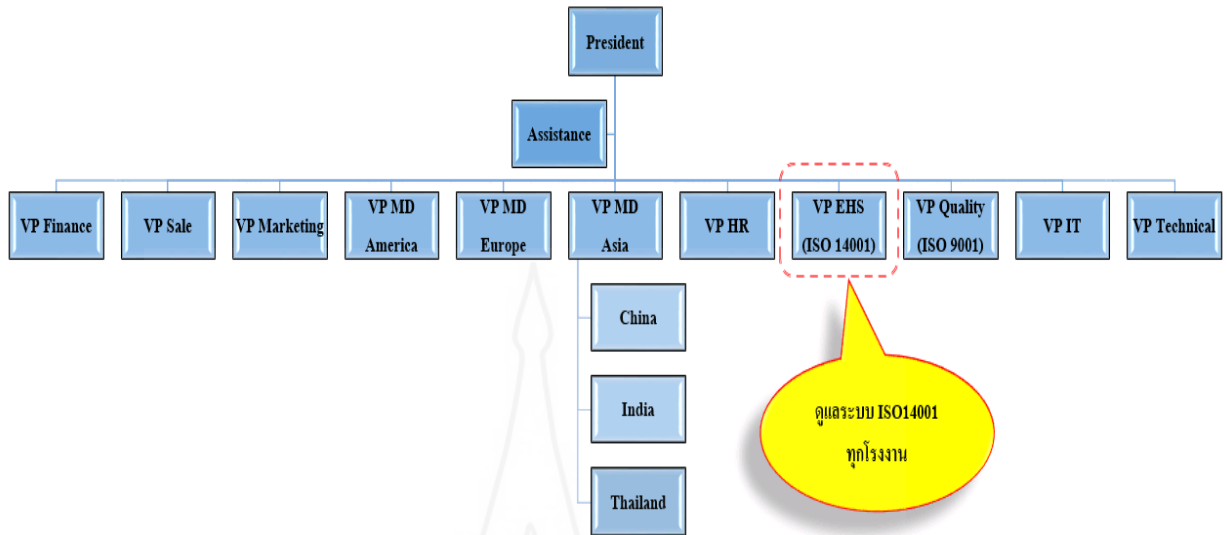 President
Assistance
VP Finance
VP Sale
VP Marketing
VP MD
America
VP MD
Europe
VP MD
Asia
VP HR
VP EHS
(ISO 14001)
VP Quality
(ISO 9001)
VP IT
VP Technical
China
India
Thailand
ดูแลระบบ ISO14001
ทุกโรงงาน